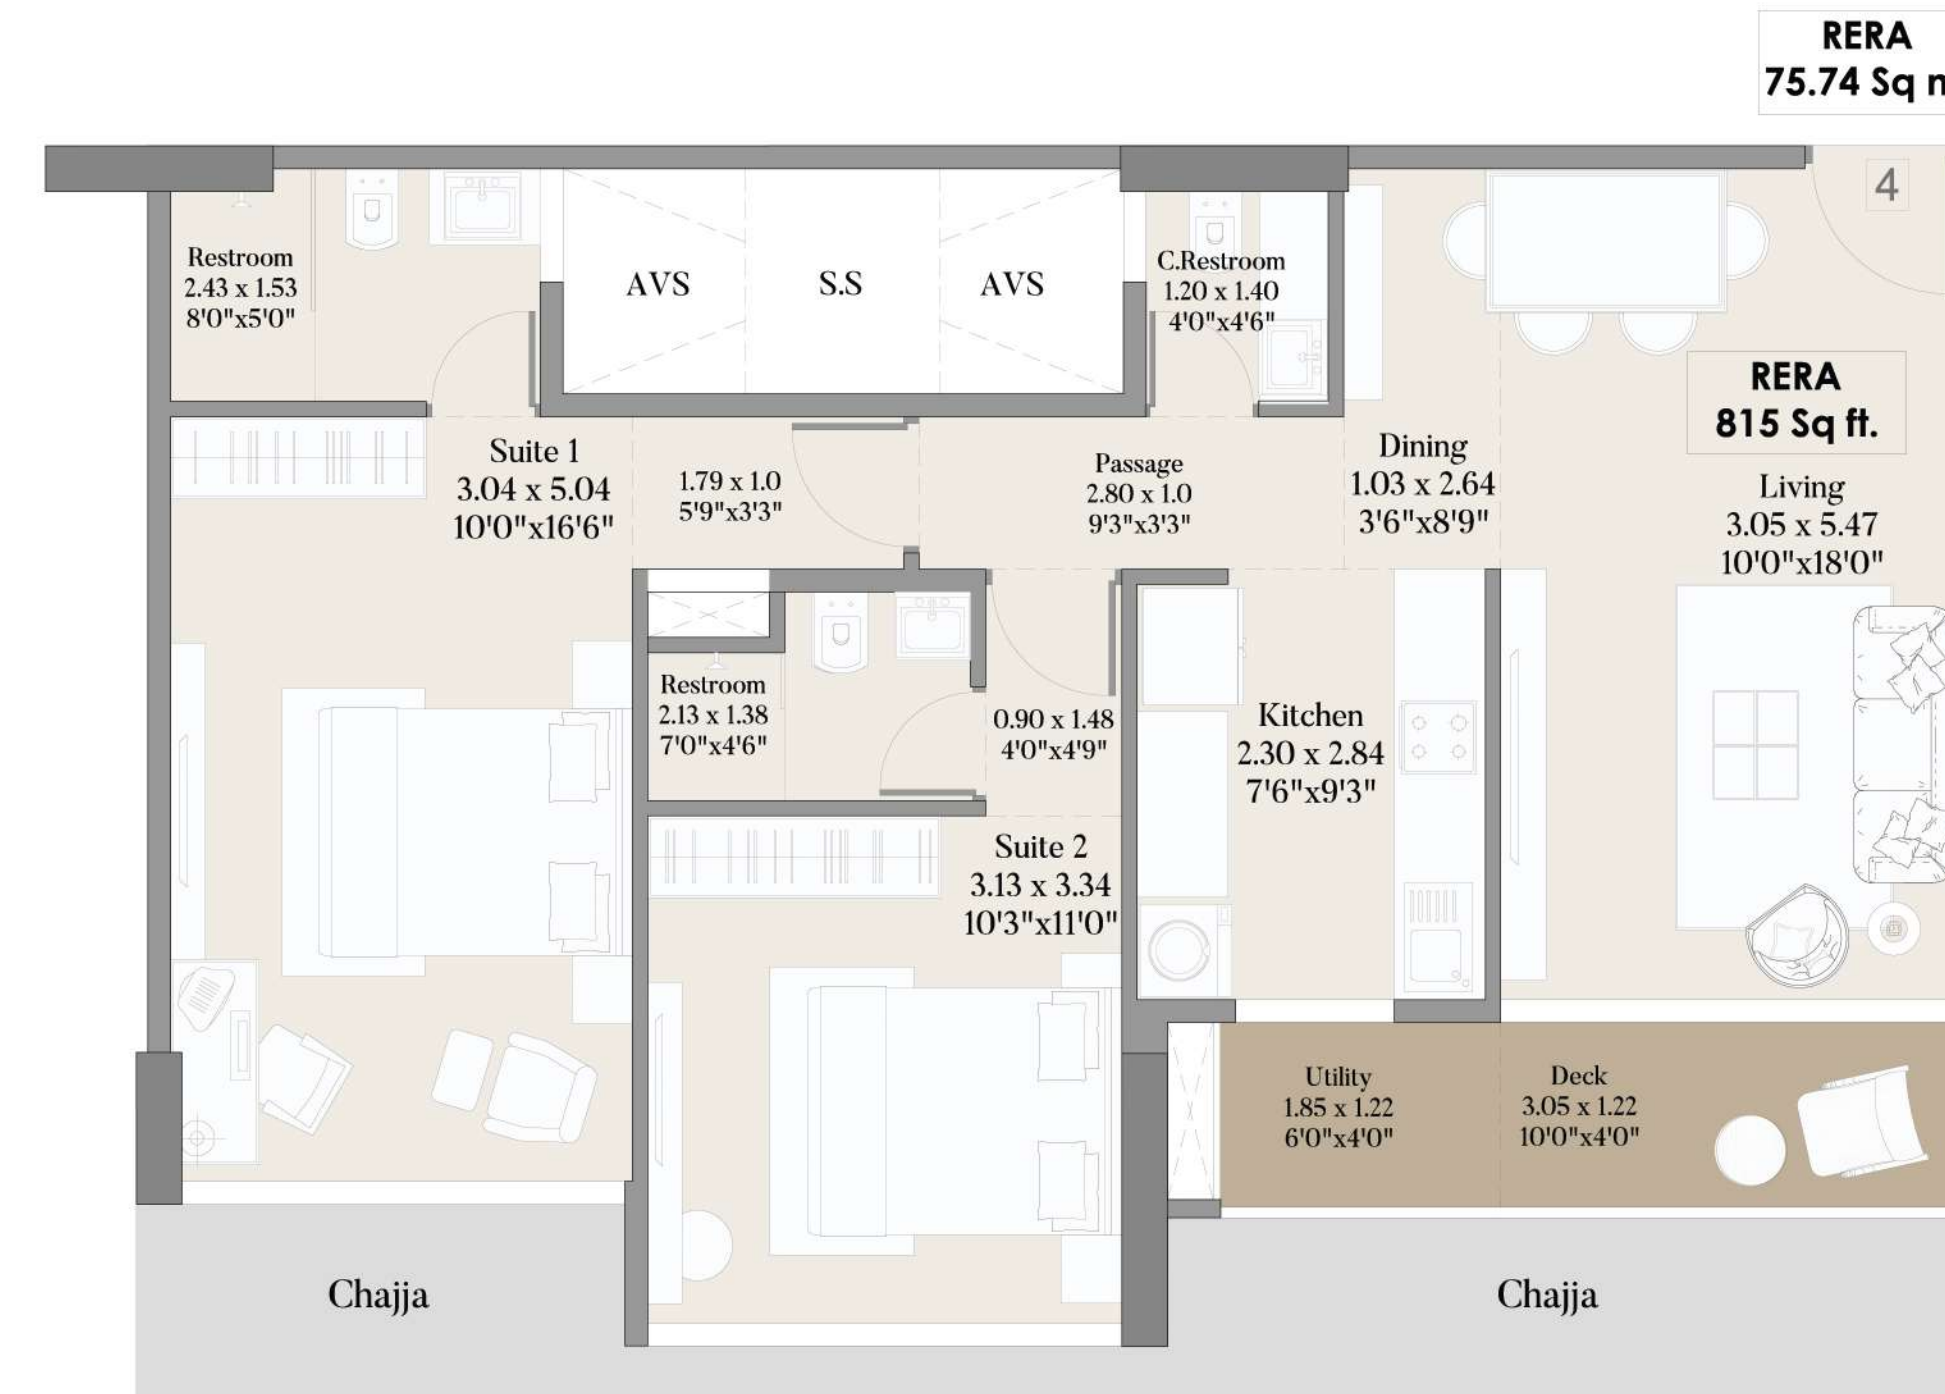 RERA
75.74 Sq
4
Restroom
2.43 x 1.53
8'0"x5'0"
AVS
S.S
AVS
C.Restroom
1.20 x 1.40
4'0"x4'6"
RERA
815 Sq ft.
Suite 1
3.04 x 5.04
10'0"x16'6"
1.79 x 1.0
5'9"x3'3"
Passage
2.80 x 1.0
9'3"x3'3"
Dining
1.03 x 2.64
3'6"x8'9"
Living
3.05 x 5.47
10'0"x18'0"
Restroom
2.13 x 1.38
7'0"x4'6"
0.90 x 1.48
4'0"x4'9"
Kitchen
2.30 x 2.84
7'6"x9'3"
Suite 2
3.13 x 3.34
10'3"x11'0"
Utility
1.85 x 1.22
6'0"x4'0"
Deck
3.05 x 1.22
10'0"x4'0"
Chajja
Chajja